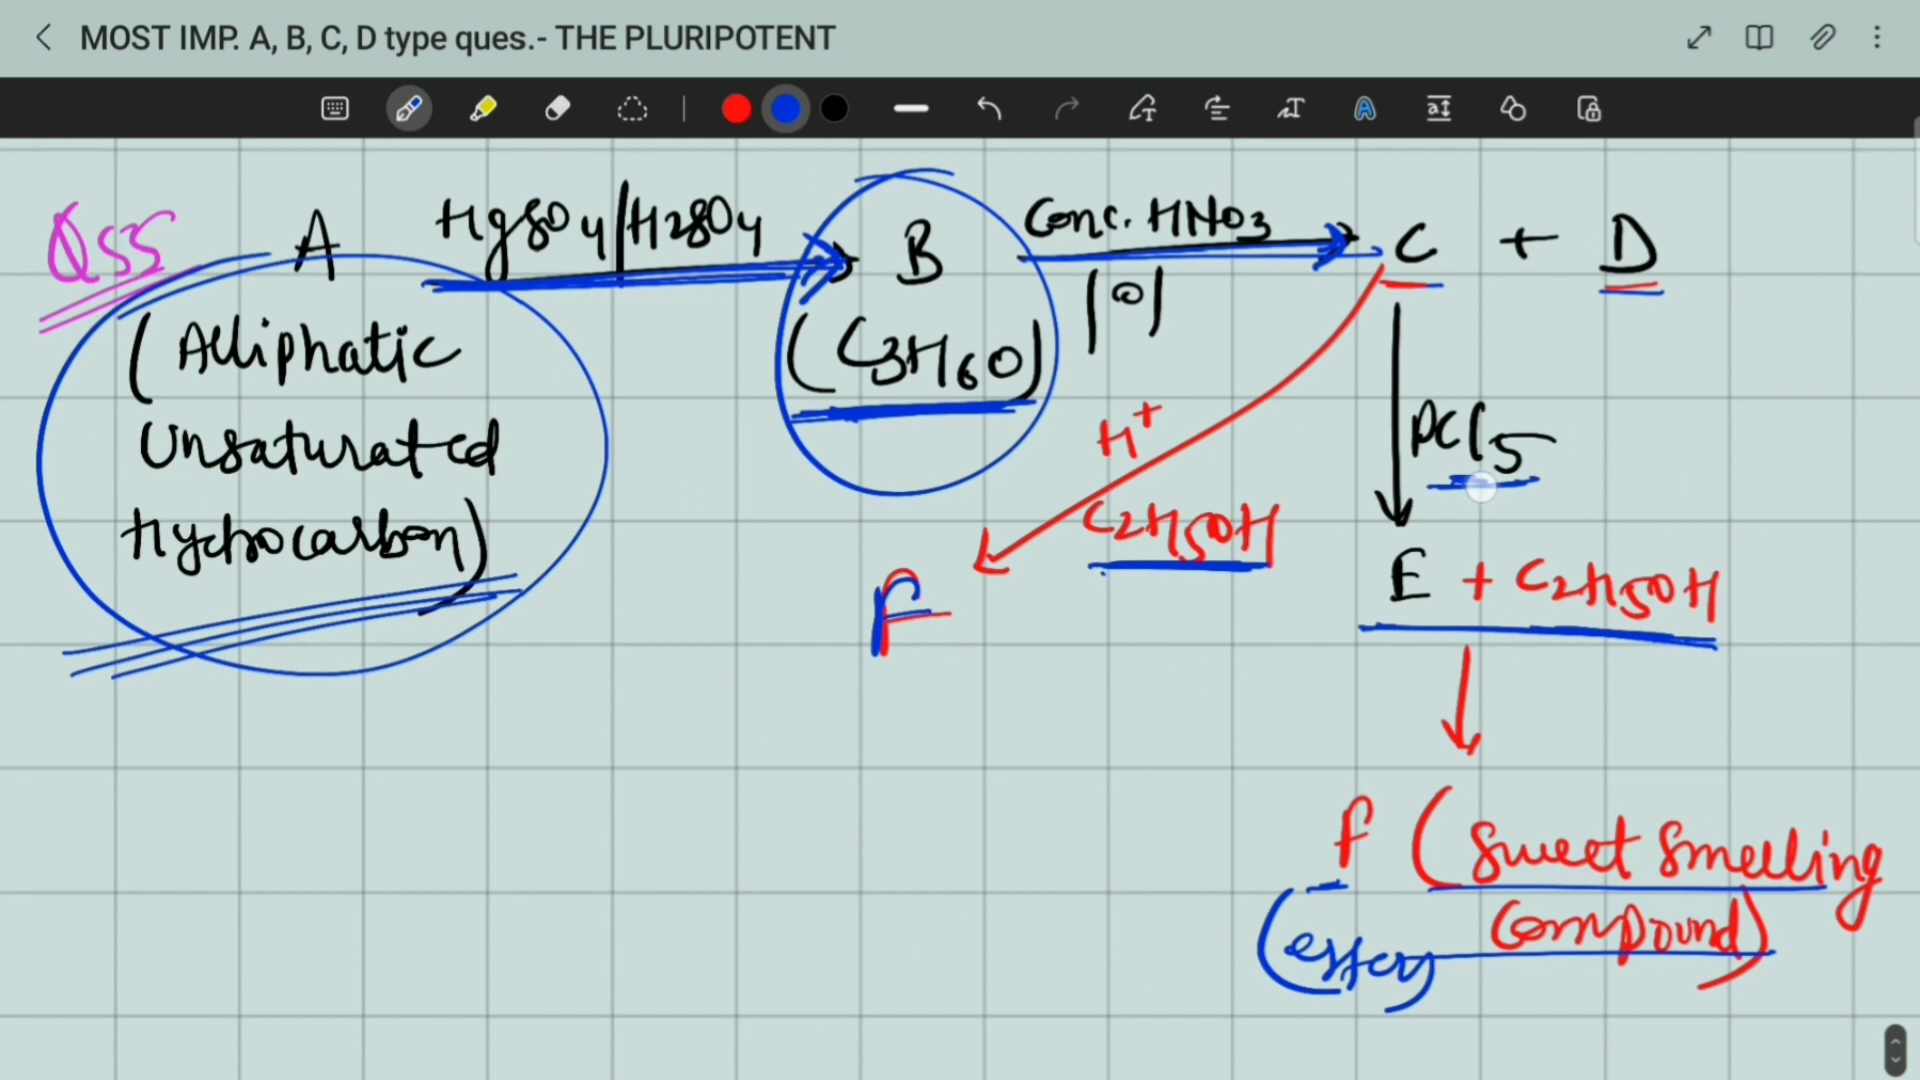 MOST IMP. A, B, C, D type ques.- THE PLURIPOTENT
Q55
A HgSO4/H2SO4 B Conc. HNO3 C + D
|O|
(Alliphatic
Unsaturated
Hydrocarbon)
(C3H6O)
H+
C2H5OH
PCl5
F
E + C2H5OH
F (Sweet Smelling
Compound)
(ester)